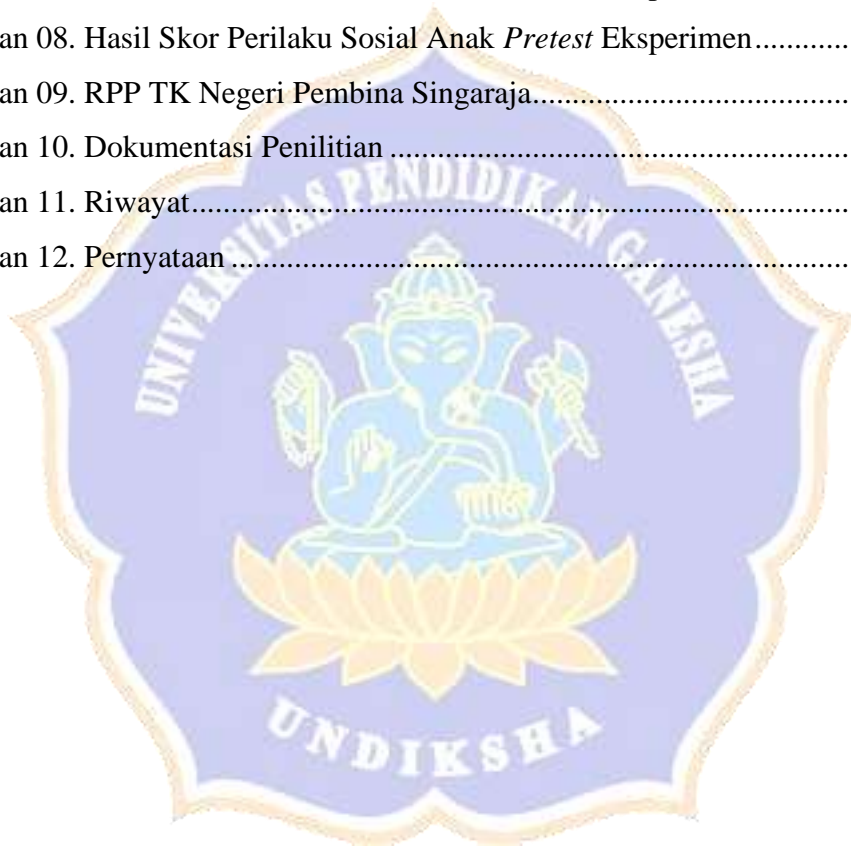 an 08. Hasil Skor Perilaku Sosial Anak Pretest Eksperimen............
an 09. RPP TK Negeri Pembina Singaraja........................................
an 10. Dokumentasi Penilitian ..........................................................
an 11. Riwayat...................................................................................
an 12. Pernyataan ..............................................................................
UNIVERSITAS PENDIDIKAN GANESHA
UNDIKSHA